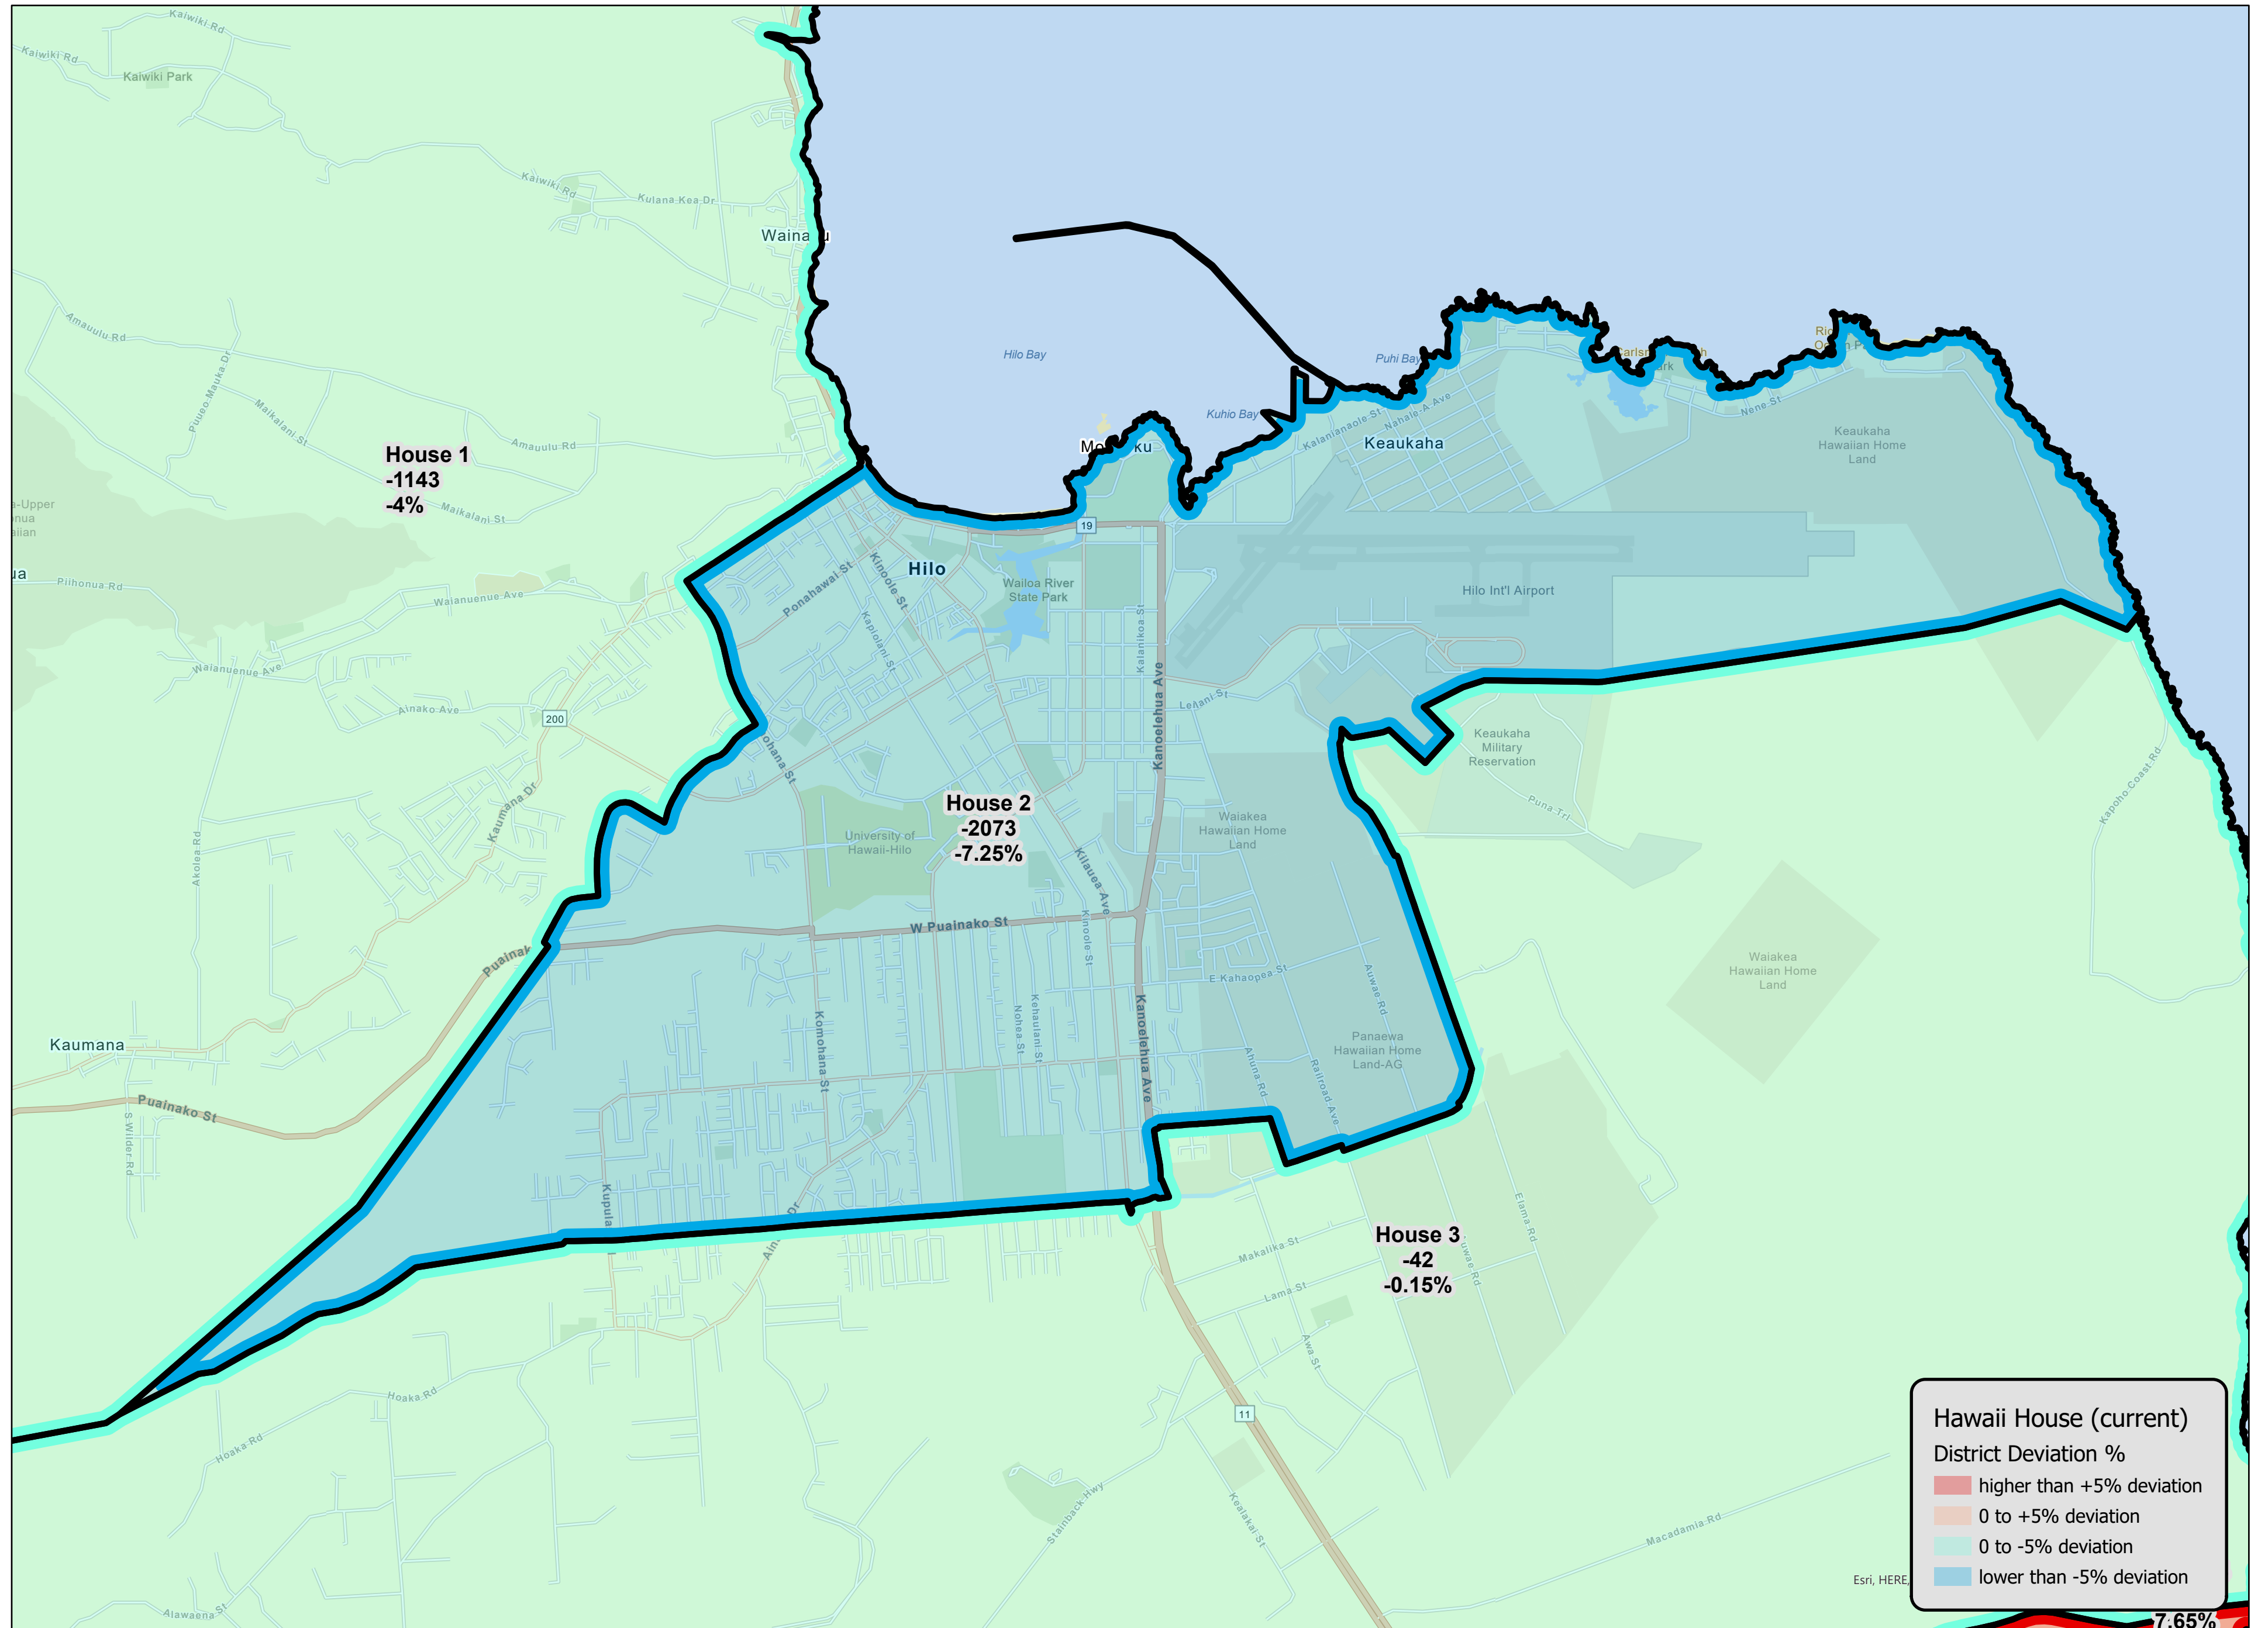 Kaiwiki Rd
Kaiwiki Rd
Kaiwiki Park
Kaiwiki Rd
Kulana Kea Dr
Hilo Bay
Puhi Bay
Kuhio Bay
Amauulu Rd
Puueo Mauka Dr
Maikalani St
Amauulu Rd
Maikalani St
House 1
-1143
-4%
Kalanianaole St
Nahale-A Ave
Keaukaha
Nene St
Keaukaha
Hawaiian Home
Land
Piihonua Rd
Waianuenue Ave
Waianuenue Ave
Ainako Ave
200
19
Hilo
Ponahawai St
Kinoole St
Kapiolani St
Wailoa River
State Park
Kalanikoa St
Kanoelehua Ave
Leilani St
Hilo Int'l Airport
Keaukaha
Military
Reservation
Puna Trl
Kapoho Coast Rd
Kaumana Dr
Akolea Rd
University of
Hawaii-Hilo
House 2
-2073
-7.25%
Kilauea Ave
Waiakea
Hawaiian Home
Land
W Puainako St
Kinoole St
E Kahaopea St
Auwae Rd
Waiakea
Hawaiian Home
Land
Kaumana
Puainako St
S Wilder Rd
Komohana St
Nohea St
Kehaulani St
Kanoelehua Ave
Ahuna Rd
Railroad Ave
Panaewa
Hawaiian Home
Land-AG
House 3
-42
-0.15%
Makalika St
Lama St
Awa St
Elama Rd
Hoaka Rd
Hoaka Rd
11
Stainback Hwy
Kealakai St
Macadamia Rd
Alawaena St
Hawaii House (current)
District Deviation %
higher than +5% deviation
0 to +5% deviation
0 to -5% deviation
lower than -5% deviation
Esri, HERE,
7.65%